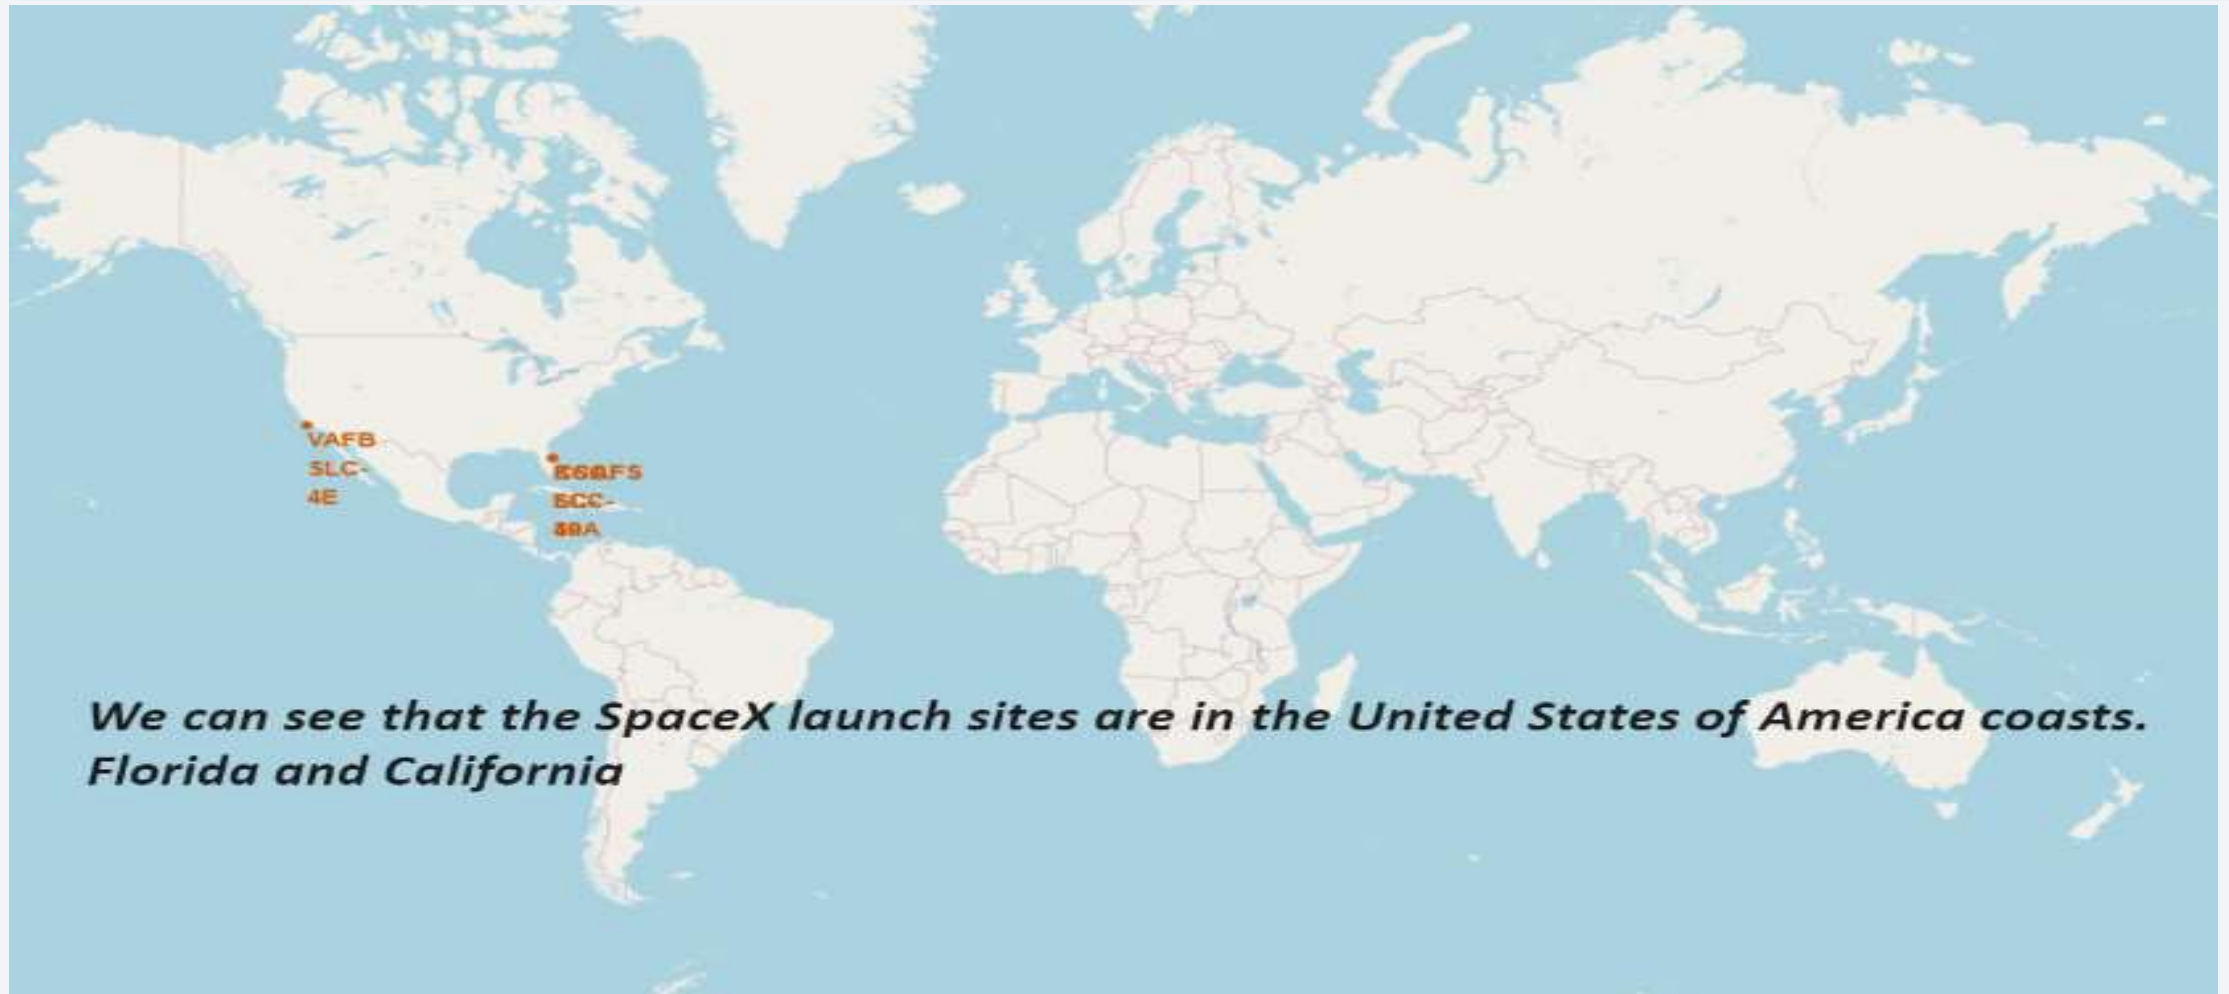 VAFB
SLC-
4E
We can see that the SpaceX launch sites are in the United States of America coasts.
Florida and California